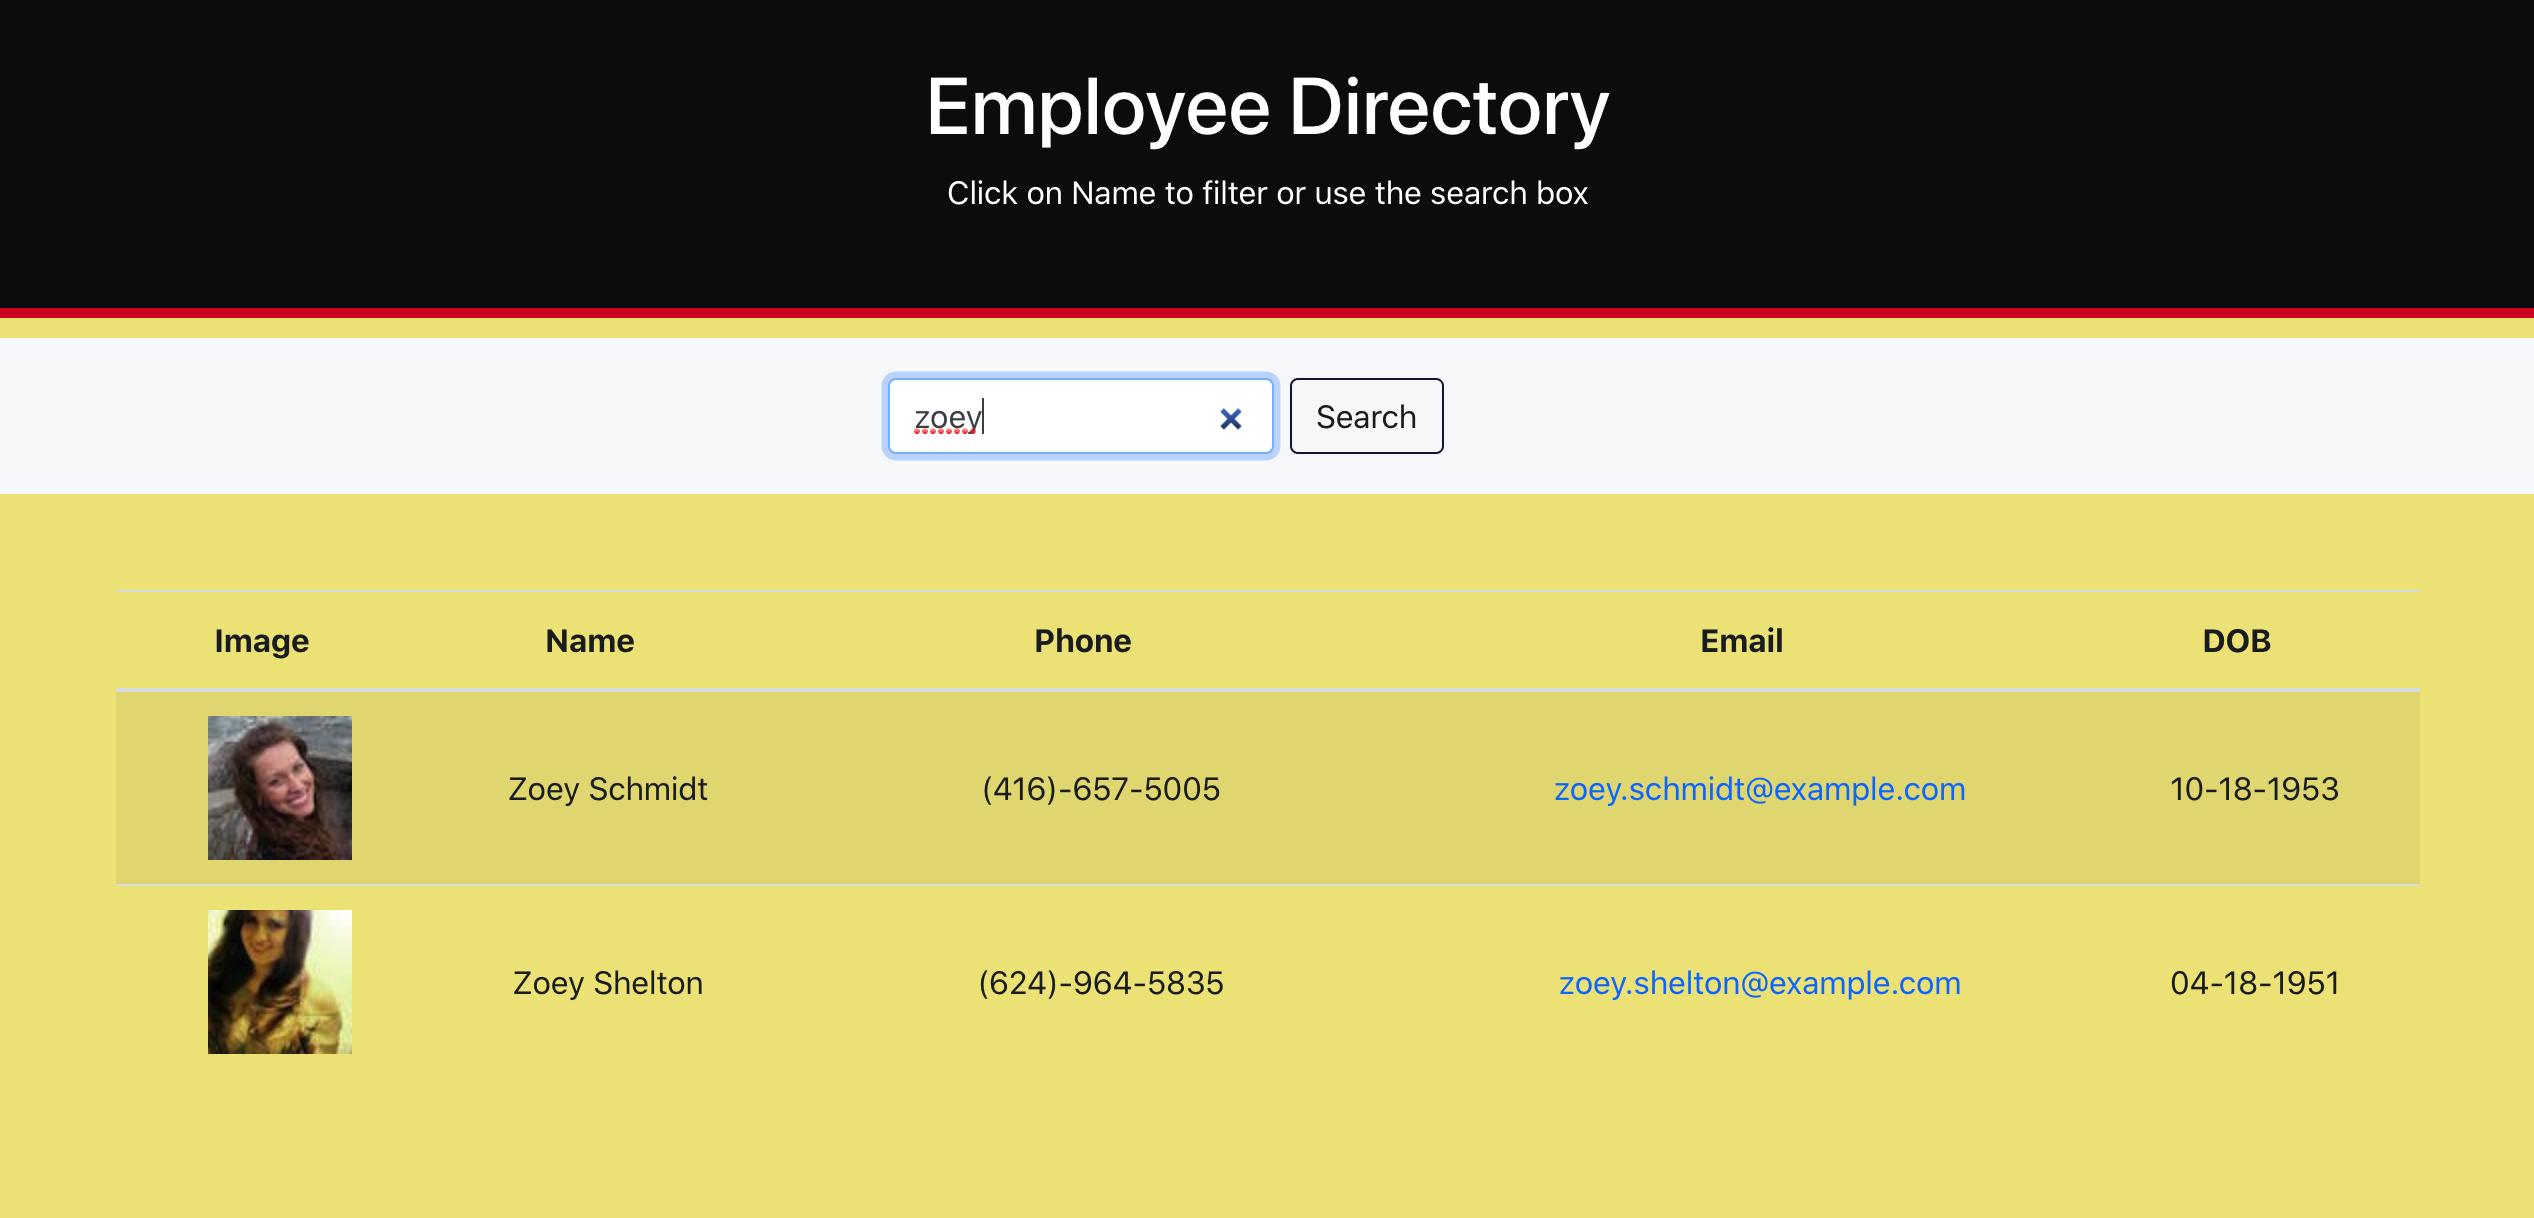 Employee Directory
Click on Name to filter or use the search box
zoey
Search
Image Name Phone Email DOB
Zoey Schmidt (416)-657-5005 zoey.schmidt@example.com 10-18-1953
Zoey Shelton (624)-964-5835 zoey.shelton@example.com 04-18-1951